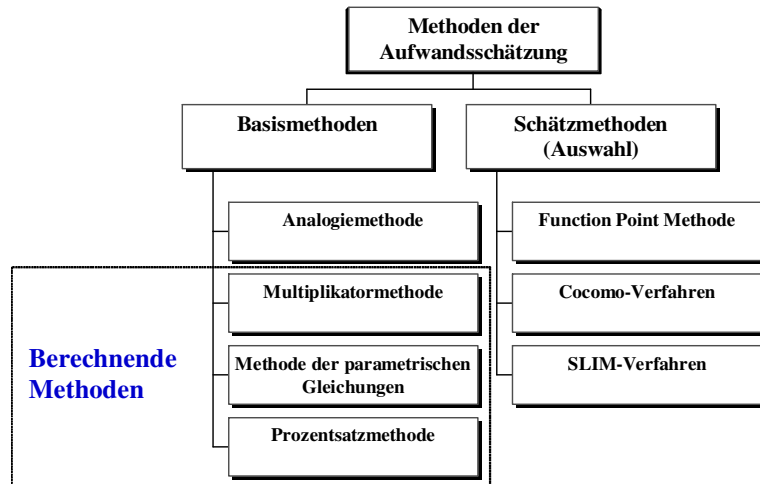 Methoden der
Aufwandsschätzung
Basismethoden
Schätzmethoden
(Auswahl)
Analogiemethode
Function Point Methode
Multiplikatormethode
Cocomo-Verfahren
Berechnende
Methoden
Methode der parametrischen
Gleichungen
SLIM-Verfahren
Prozentsatzmethode